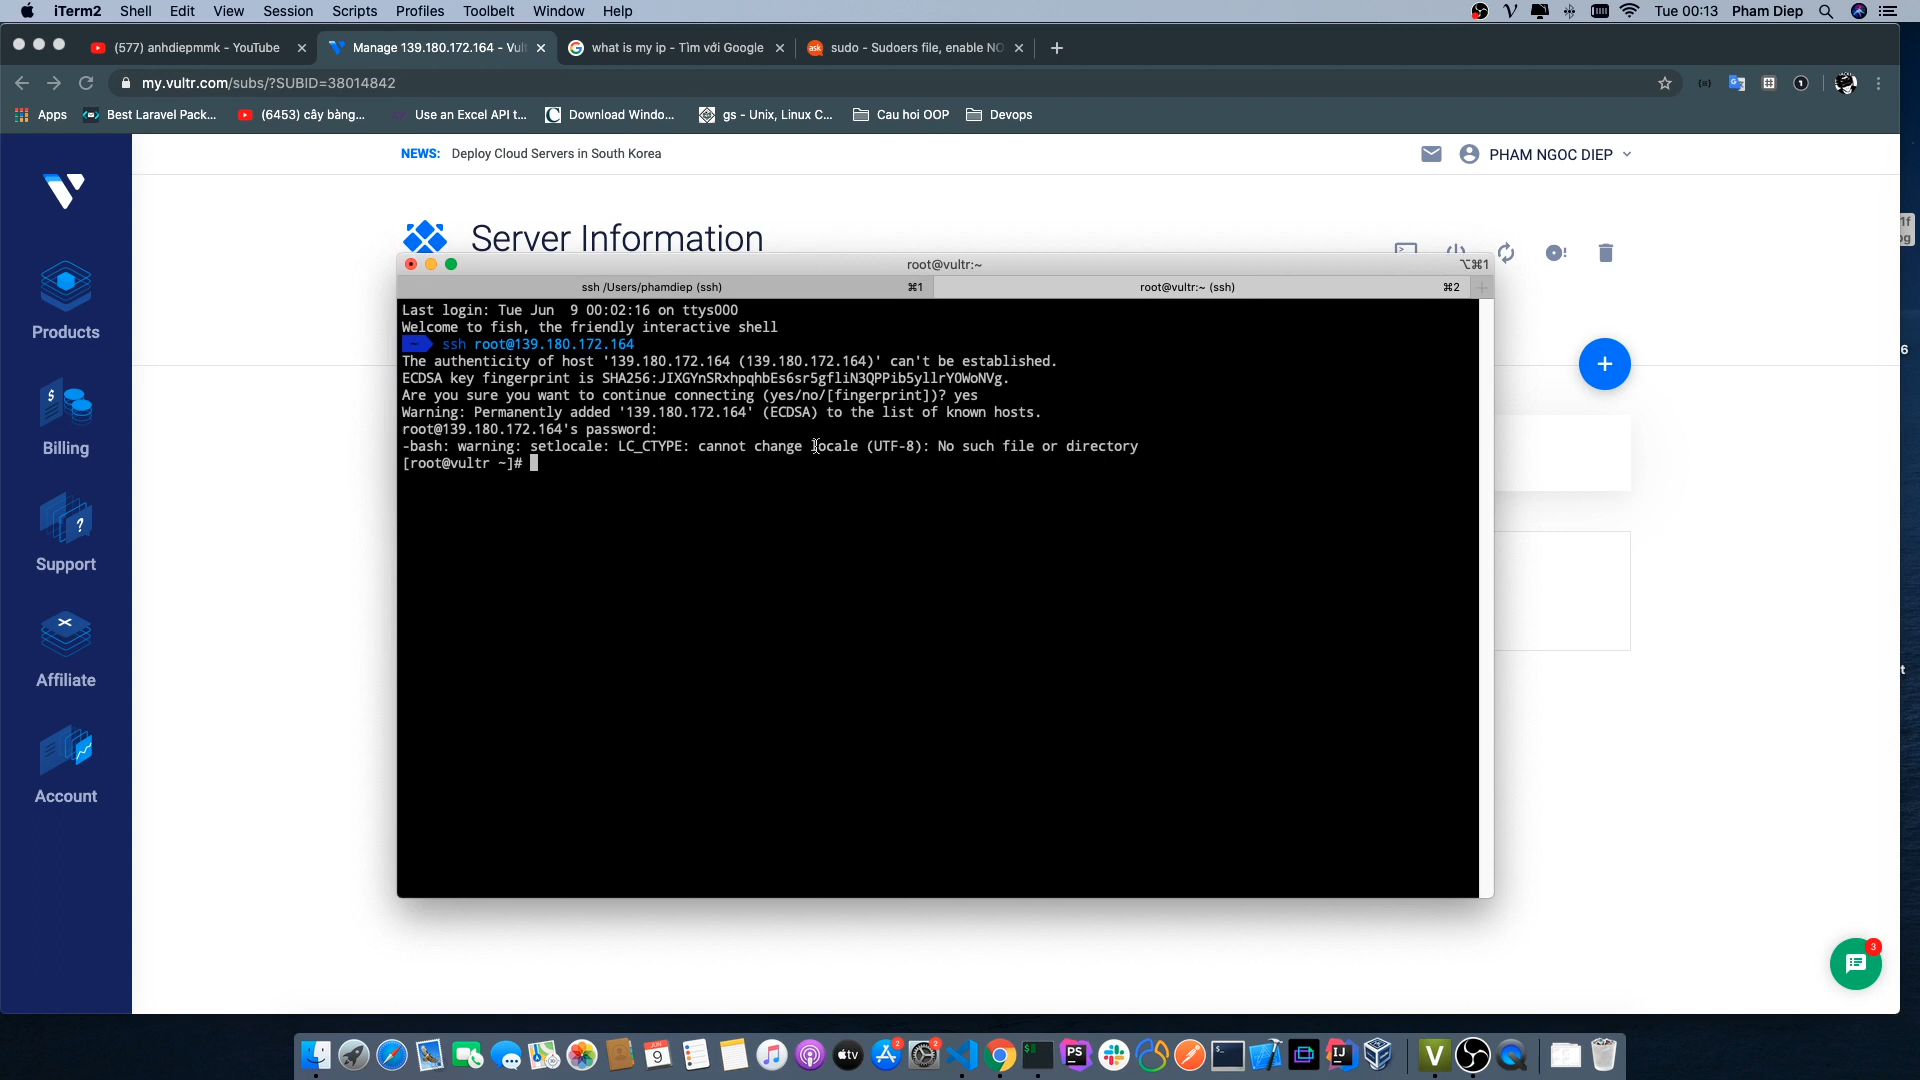 iTerm2 Shell Edit View Session Scripts Profiles Toolbelt Window Help
Tue 00:13 Pham Diep
(577) anhdiepmmk - YouTube
Manage 139.180.172.164 - Vul
what is my ip - Tìm với Google
sudo - Sudoers file, enable NO
my.vultr.com/subs/?SUBID=38014842
Apps
Best Laravel Pack...
(6453) cây bàng...
Use an Excel API t...
Download Windo...
gs - Unix, Linux C...
Cau hoi OOP
Devops
NEWS: Deploy Cloud Servers in South Korea
PHAM NGOC DIEP
Server Information
root@vultr:~
⌥⌘1
ssh /Users/phamdiep (ssh) ⌘1
root@vultr:~ (ssh) ⌘2
Last login: Tue Jun  9 00:02:16 on ttys000
Welcome to fish, the friendly interactive shell
~ ssh root@139.180.172.164
The authenticity of host '139.180.172.164 (139.180.172.164)' can't be established.
ECDSA key fingerprint is SHA256:JIXGYnSRxhpqhbEs6sr5gfliN3QPPib5yllrYOWoNVg.
Are you sure you want to continue connecting (yes/no/[fingerprint])? yes
Warning: Permanently added '139.180.172.164' (ECDSA) to the list of known hosts.
root@139.180.172.164's password:
-bash: warning: setlocale: LC_CTYPE: cannot change locale (UTF-8): No such file or directory
[root@vultr ~]#
Products
Billing
Support
Affiliate
Account
3
JUN
9
tv
2
2
PS
IJ
V